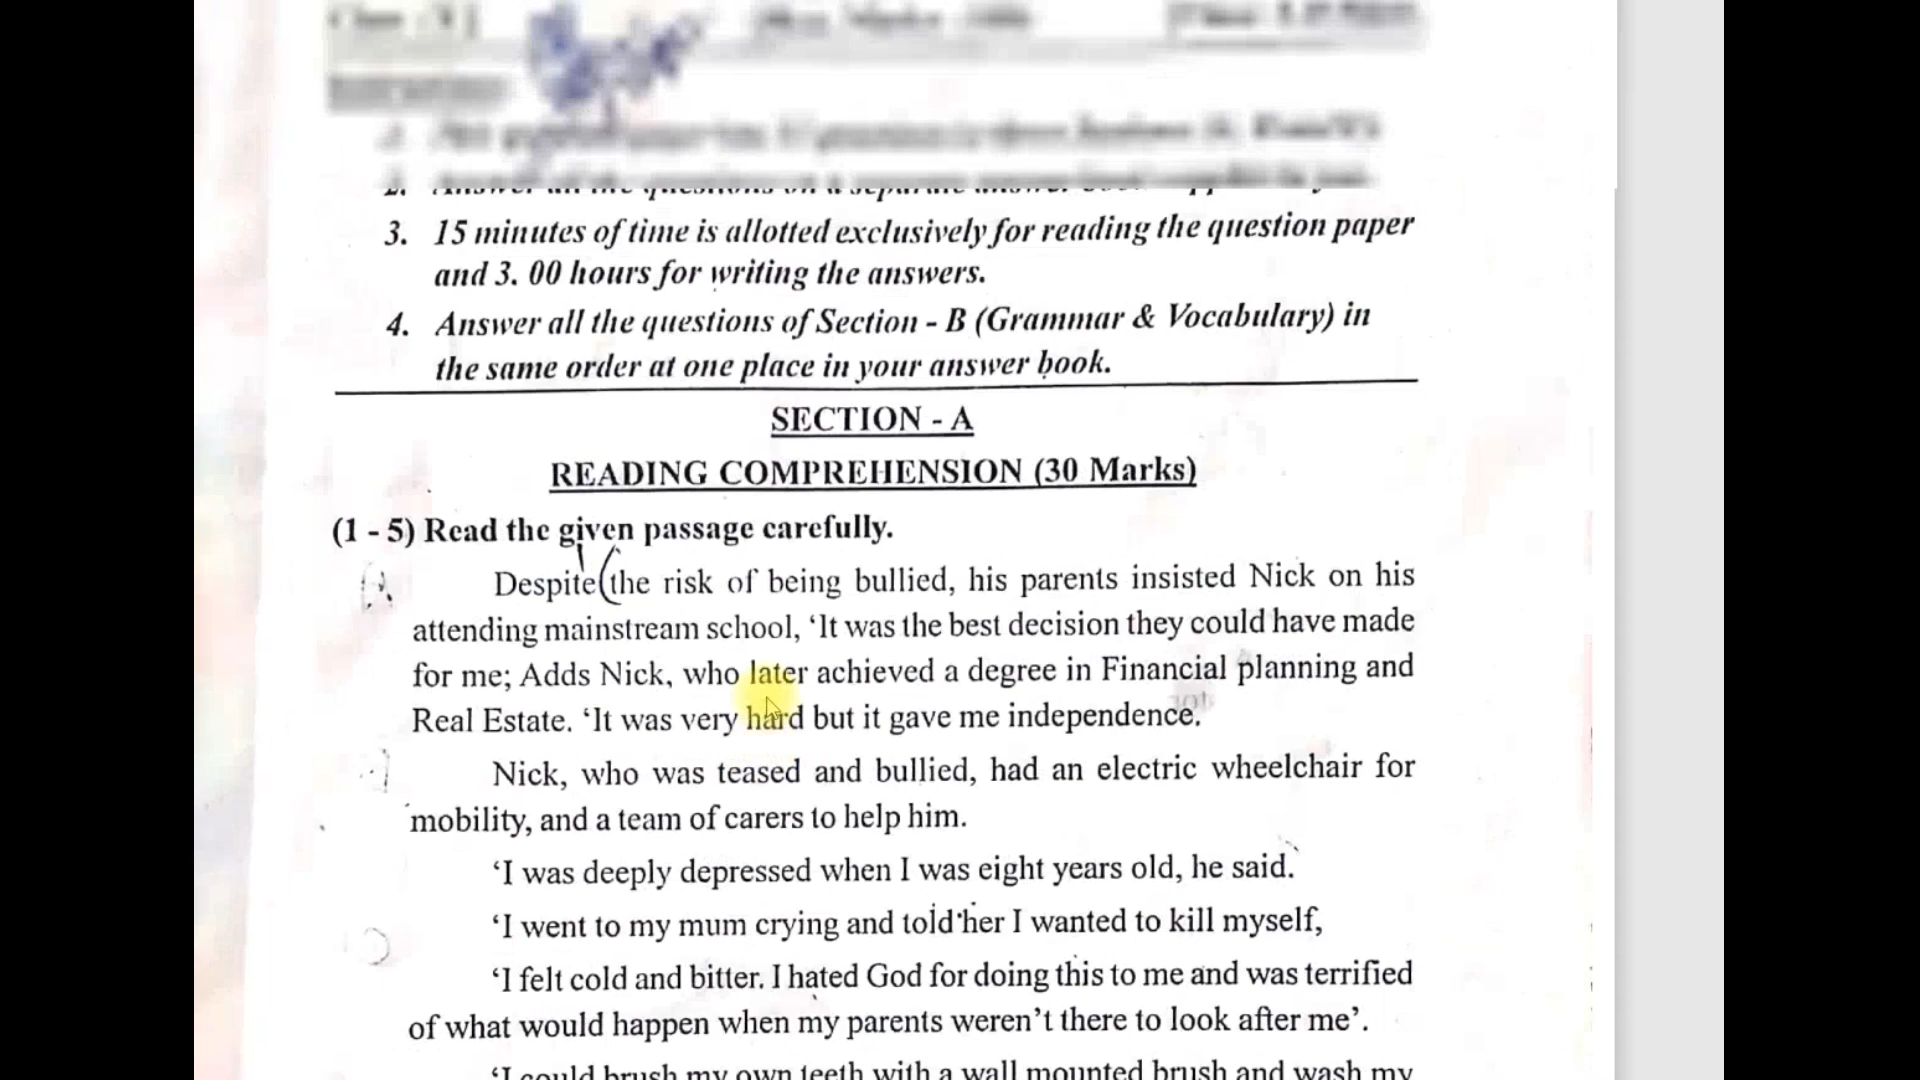 2. Answer all the questions on a separate answer
3. 15 minutes of time is allotted exclusively for reading the question paper
and 3. 00 hours for writing the answers.
4. Answer all the questions of Section - B (Grammar & Vocabulary) in
the same order at one place in your answer book.
SECTION - A
READING COMPREHENSION (30 Marks)
(1 - 5) Read the given passage carefully.
Despite the risk of being bullied, his parents insisted Nick on his
attending mainstream school, ‘It was the best decision they could have made
for me; Adds Nick, who later achieved a degree in Financial planning and
Real Estate. ‘It was very hard but it gave me independence.
Nick, who was teased and bullied, had an electric wheelchair for
mobility, and a team of carers to help him.
‘I was deeply depressed when I was eight years old, he said.
‘I went to my mum crying and told her I wanted to kill myself,
‘I felt cold and bitter. I hated God for doing this to me and was terrified
of what would happen when my parents weren’t there to look after me’.
‘I could brush my own teeth with a wall mounted brush and wash my